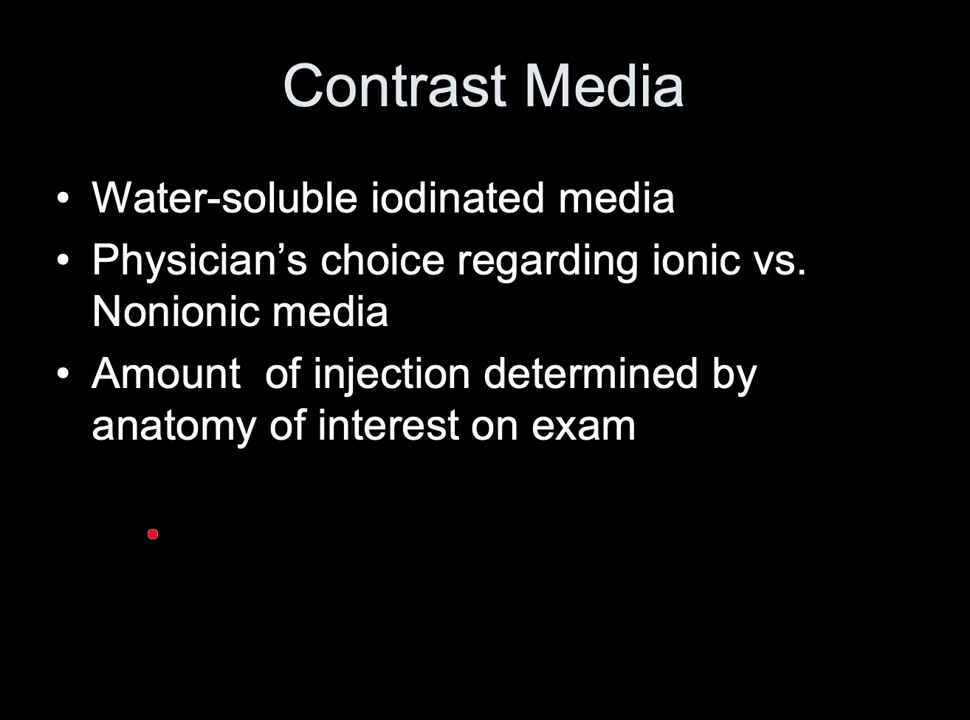 Contrast Media
• Water-soluble iodinated media
• Physician’s choice regarding ionic vs.
Nonionic media
• Amount  of injection determined by
anatomy of interest on exam